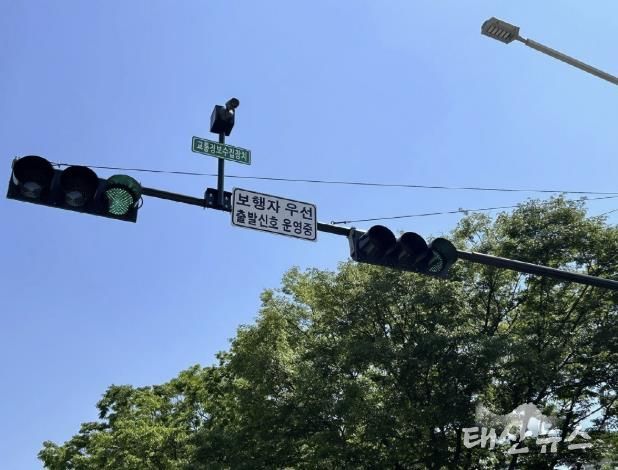 교통정보수집장치
보행자 우선
출발신호 운영중
태산뉴스